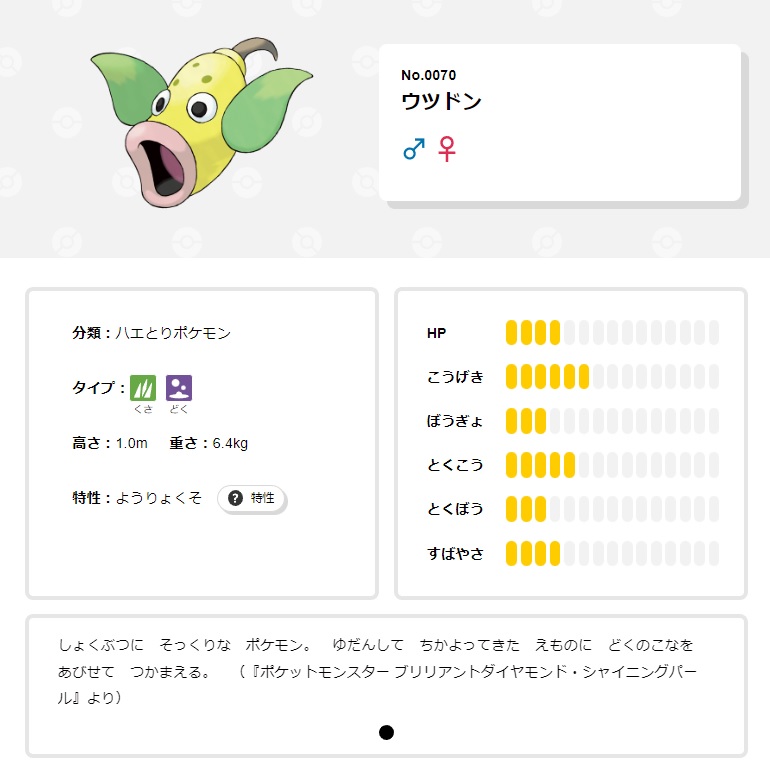 No.0070
ウツドン
分類：ハエとりポケモン
タイプ：
くさ どく
高さ：1.0m 重さ：6.4kg
特性：ようりょくそ ? 特性
HP
こうげき
ぼうぎょ
とくこう
とくぼう
すばやさ
しょくぶつに　そっくりな　ポケモン。　ゆだんして　ちかよってきた　えものに　どくのこなを
あびせて　つかまえる。　（『ポケットモンスター ブリリアントダイヤモンド・シャイニングパー
ル』より）